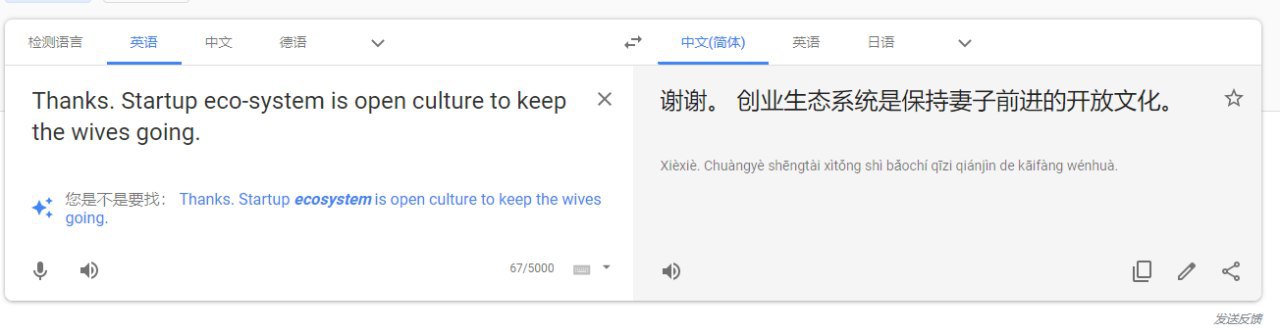 检测语言 英语 中文 德语
中文(简体) 英语 日语
Thanks. Startup eco-system is open culture to keep
the wives going.
谢谢。 创业生态系统是保持妻子前进的开放文化。
Xièxiè. Chuàngyè shēngtài xìtǒng shì bǎochí qīzi qiánjìn de kāifàng wénhuà.
您是不是要找： Thanks. Startup ecosystem is open culture to keep the wives
going.
67/5000
发送反馈